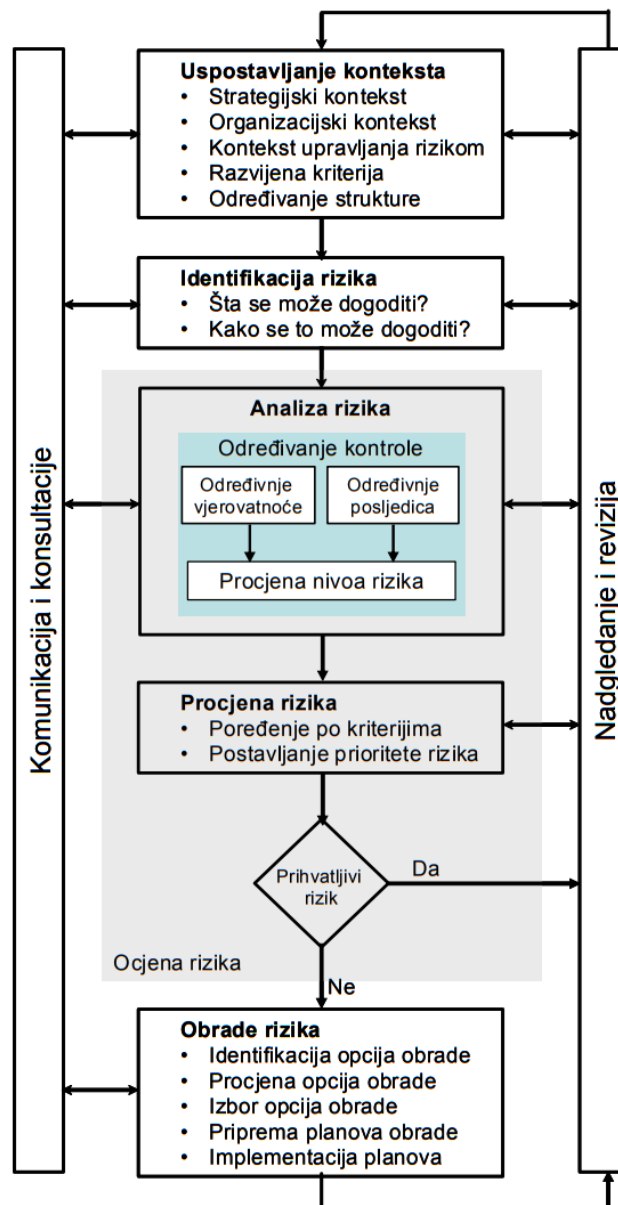 Uspostavljanje konteksta
• Strategijski kontekst
• Organizacijski kontekst
• Kontekst upravljanja rizikom
• Razvijena kriterija
• Određivanje strukture
Identifikacija rizika
• Šta se može dogoditi?
• Kako se to može dogoditi?
Analiza rizika
Određivanje kontrole
Određivnje
vjerovatnoće
Određivnje
posljedica
Procjena nivoa rizika
Procjena rizika
• Poređenje po kriterijima
• Postavljanje prioritete rizika
Prihvatljivi
rizik
Da
Ocjena rizika
Ne
Obrade rizika
• Identifikacija opcija obrade
• Procjena opcija obrade
• Izbor opcija obrade
• Priprema planova obrade
• Implementacija planova
Komunikacija i konsultacije
Nadgledanje i revizija